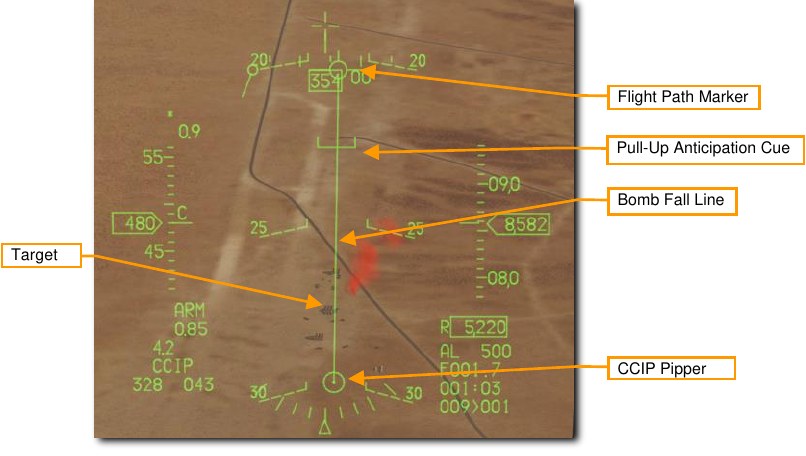 20 20
354 00
Flight Path Marker
0.9
Pull-Up Anticipation Cue
55
09,0
Bomb Fall Line
C
480
8,582
25 25
45
Target
08,0
ARM
0.85
R 5,220
4.2
AL 500
CCIP
F001.7
328 043
001:03
CCIP Pipper
30 30
009>001